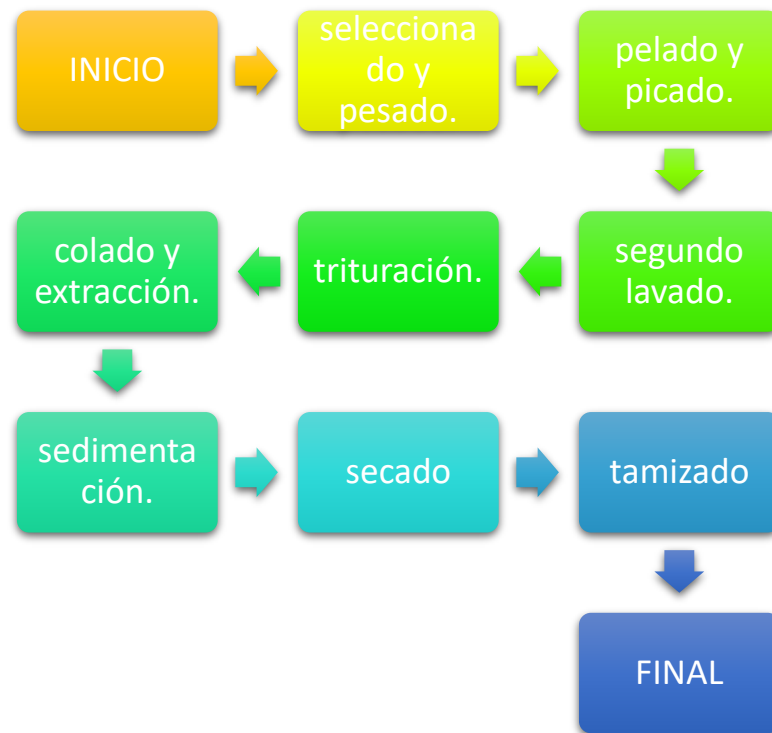 INICIO
selecciona
do y
pesado.
pelado y
picado.
segundo
lavado.
trituración.
colado y
extracción.
sedimenta
ción.
secado
tamizado
FINAL